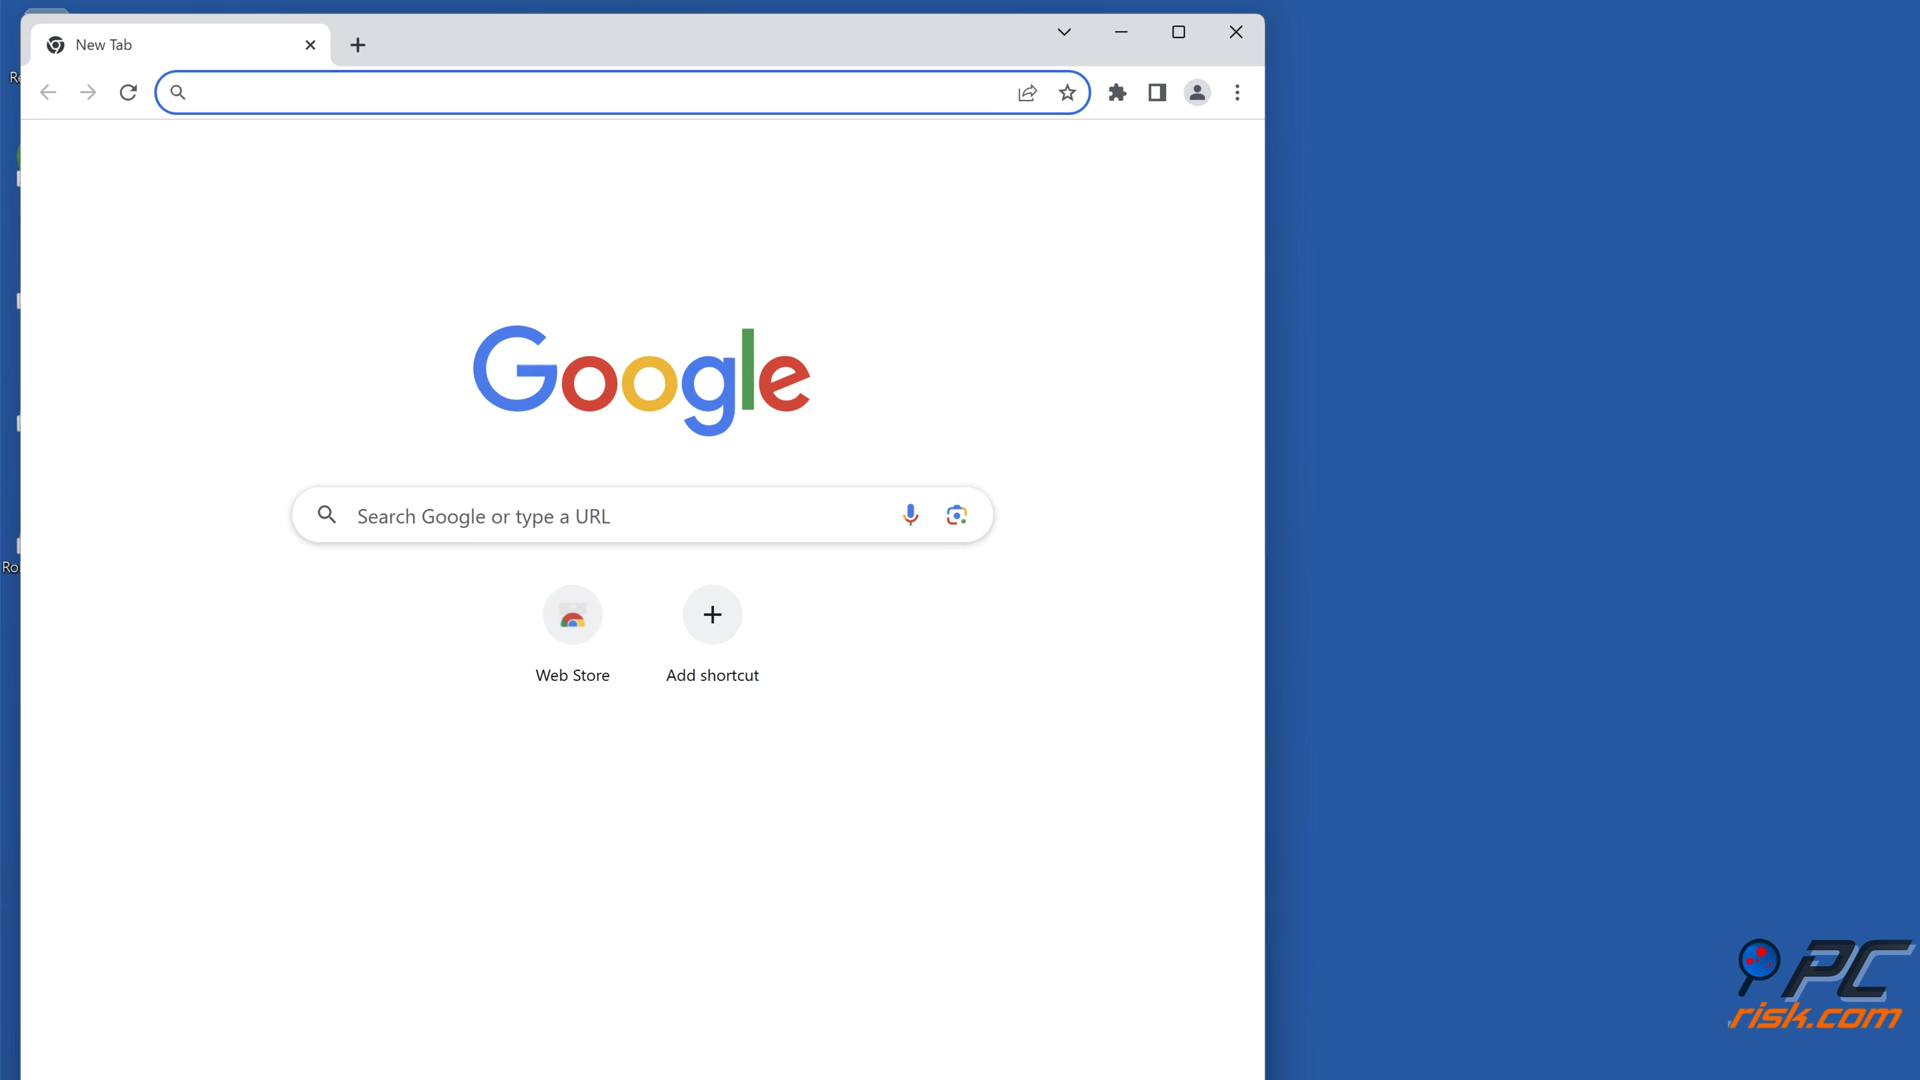 New Tab
Google
Search Google or type a URL
Web Store
Add shortcut
PC
risk.com